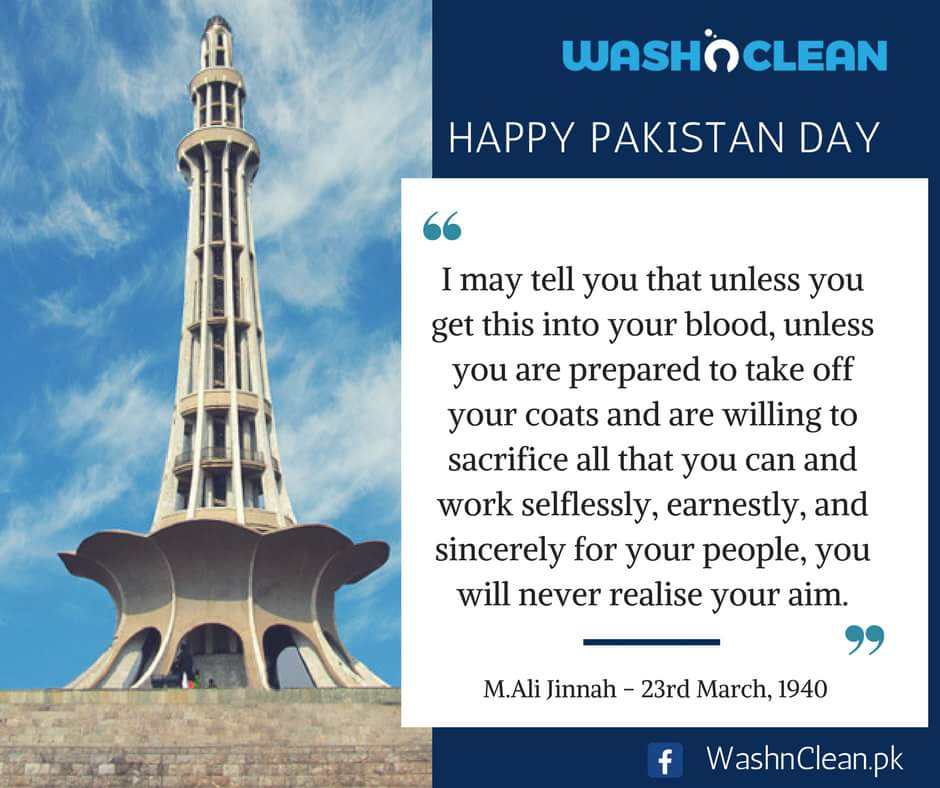 WASHnCLEAN
HAPPY PAKISTAN DAY
“
I may tell you that unless you
get this into your blood, unless
you are prepared to take off
your coats and are willing to
sacrifice all that you can and
work selflessly, earnestly, and
sincerely for your people, you
will never realise your aim.
”
M.Ali Jinnah – 23rd March, 1940
f WashnClean.pk